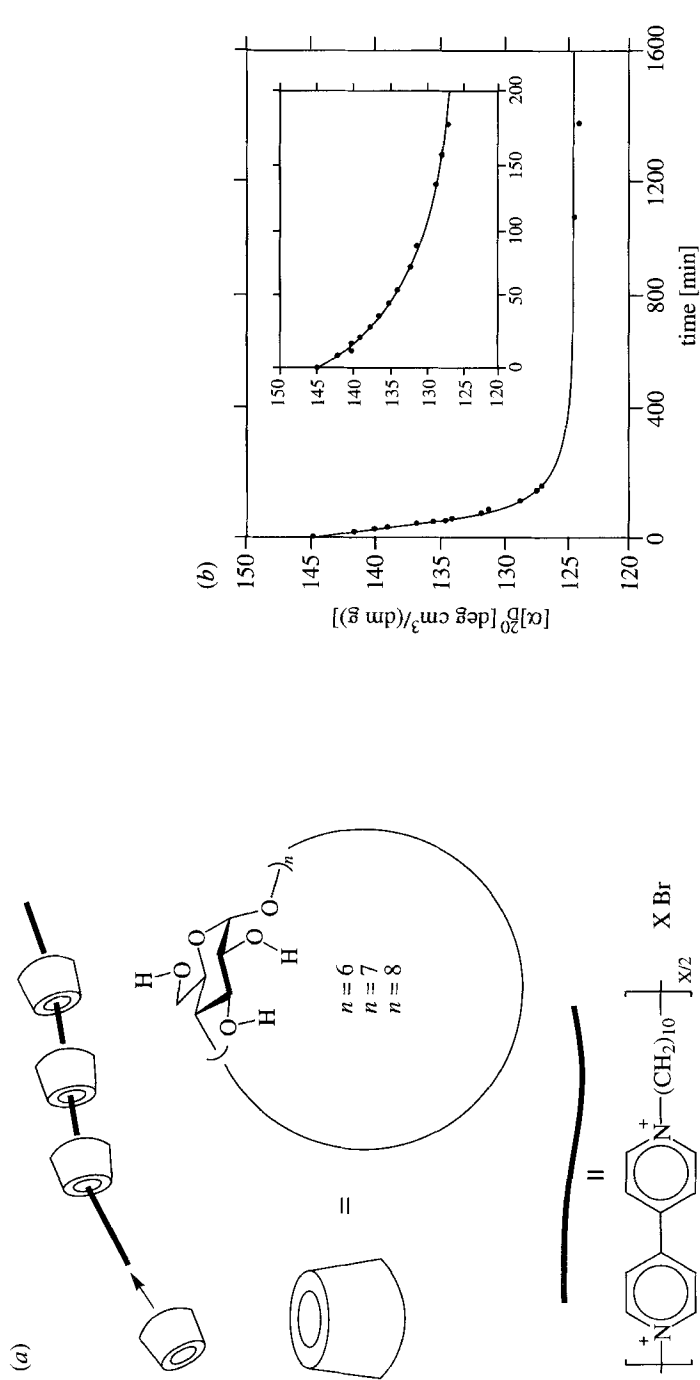 (a)
H
O
O
O
)n
O
H
O
H
n = 6
n = 7
n = 8
=
=
[ +N
N+ —(CH2)10 ]X/2 X Br
(b)
[α]20D [deg cm3/(dm g)]
150
145
140
135
130
125
120
0
400
800
1200
1600
time [min]
150
145
140
135
130
125
120
0
50
100
150
200